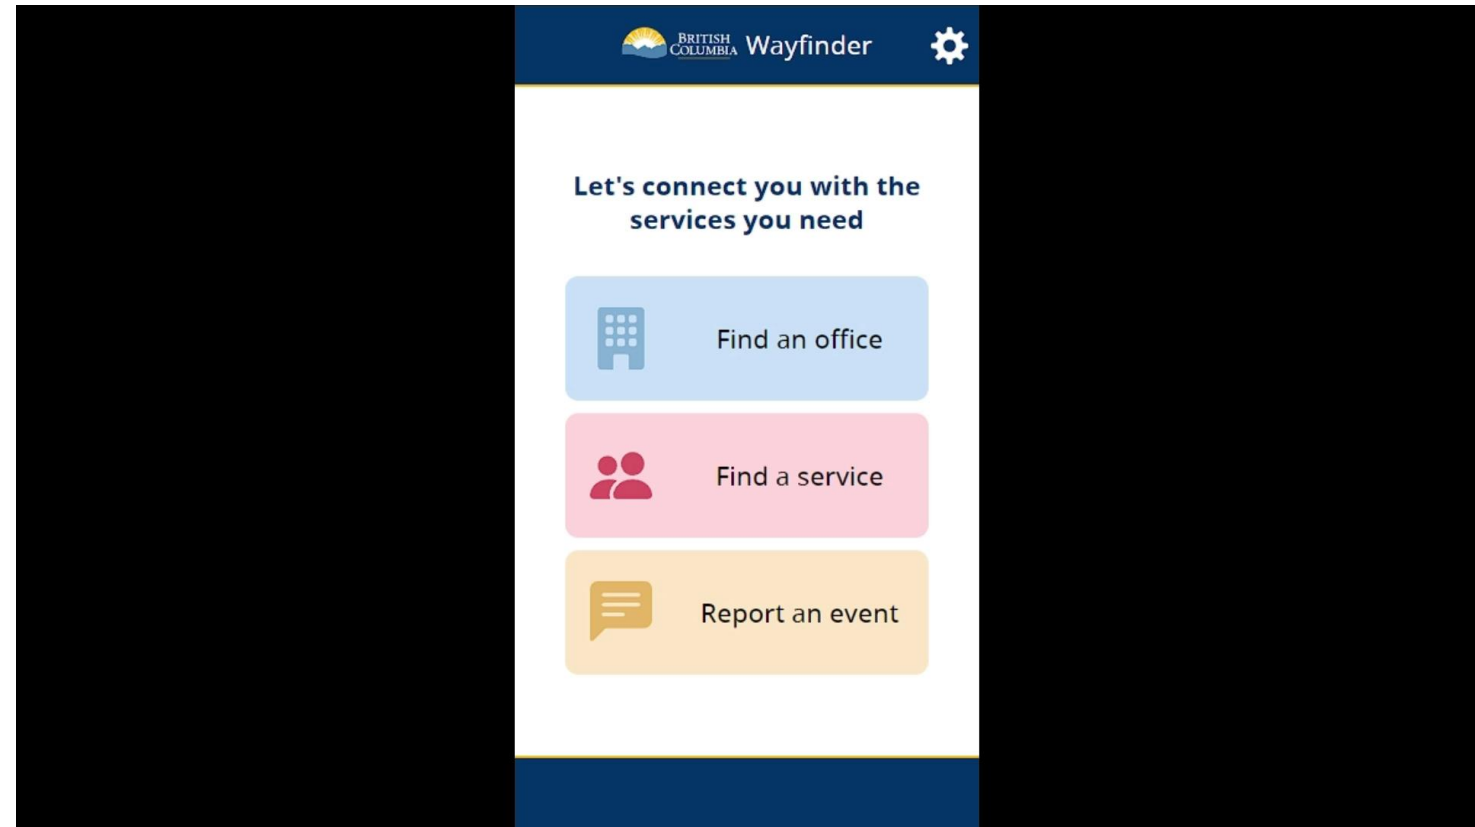 BRITISH
COLUMBIA Wayfinder
Let's connect you with the
services you need
Find an office
Find a service
Report an event